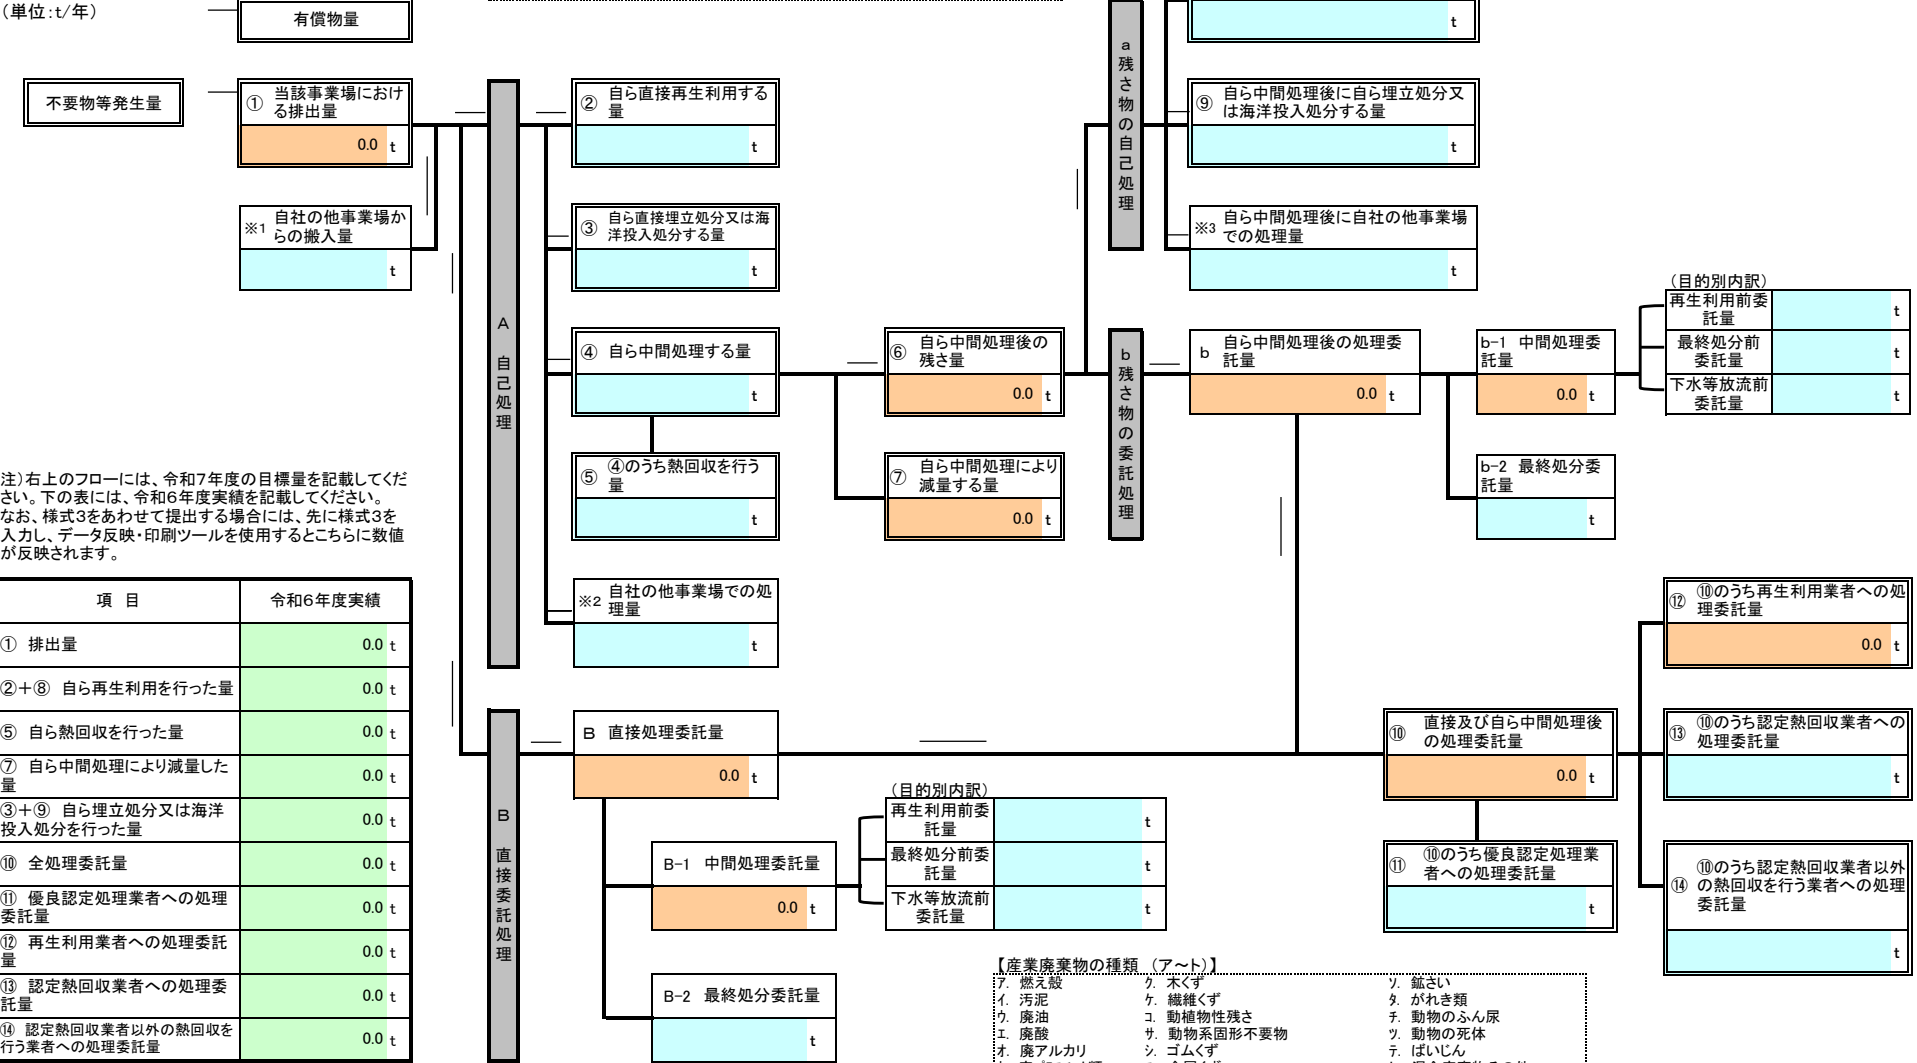 (単位:t/年)
有償物量
不要物等発生量
① 当該事業場におけ
る排出量
0.0 t
※1 自社の他事業場か
らの搬入量
t
A 自己処理
② 自ら直接再生利用する
量
t
③ 自ら直接埋立処分又は海
洋投入処分する量
t
④ 自ら中間処理する量
t
⑤ ④のうち熱回収を行う
量
t
※2 自社の他事業場での処
理量
t
⑥ 自ら中間処理後の
残さ量
0.0 t
⑦ 自ら中間処理により
減量する量
0.0 t
a残さ物の自己処理
t
⑨ 自ら中間処理後に自ら埋立処分又
は海洋投入処分する量
t
※3 自ら中間処理後に自社の他事業場
での処理量
t
b残さ物の委託処理
b 自ら中間処理後の処理委
託量
0.0 t
b-1 中間処理委
託量
0.0 t
b-2 最終処分委
託量
t
(目的別内訳)
再生利用前委
託量
t
最終処分前
委託量
t
下水等放流前
委託量
t
注)右上のフローには、令和7年度の目標量を記載してくだ
さい。下の表には、令和6年度実績を記載してください。
なお、様式3をあわせて提出する場合には、先に様式3を
入力し、データ反映・印刷ツールを使用するとこちらに数値
が反映されます。
項 目 令和6年度実績
① 排出量 0.0 t
②+⑧ 自ら再生利用を行った量 0.0 t
⑤ 自ら熱回収を行った量 0.0 t
⑦ 自ら中間処理により減量した
量 0.0 t
③+⑨ 自ら埋立処分又は海洋
投入処分を行った量 0.0 t
⑩ 全処理委託量 0.0 t
⑪ 優良認定処理業者への処理
委託量 0.0 t
⑫ 再生利用業者への処理委託
量 0.0 t
⑬ 認定熱回収業者への処理委
託量 0.0 t
⑭ 認定熱回収業者以外の熱回収を
行う業者への処理委託量 0.0 t
B 直接委託処理
B 直接処理委託量
0.0 t
B-1 中間処理委託量
0.0 t
B-2 最終処分委託量
t
(目的別内訳)
再生利用前委
託量
t
最終処分前委
託量
t
下水等放流前
委託量
t
⑩ 直接及び自ら中間処理後
の処理委託量
0.0 t
⑪ ⑩のうち優良認定処理業
者への処理委託量
t
⑫ ⑩のうち再生利用業者への処
理委託量
0.0 t
⑬ ⑩のうち認定熱回収業者への
処理委託量
t
⑭ ⑩のうち認定熱回収業者以外
の熱回収を行う業者への処理
委託量
t
【産業廃棄物の種類 (ア~ト)】
ア. 燃え殻 ク. 木くず ソ. 鉱さい
イ. 汚泥 ケ. 繊維くず タ. がれき類
ウ. 廃油 コ. 動植物性残さ チ. 動物のふん尿
エ. 廃酸 サ. 動物系固形不要物 ツ. 動物の死体
オ. 廃アルカリ シ. ゴムくず テ. ばいじん